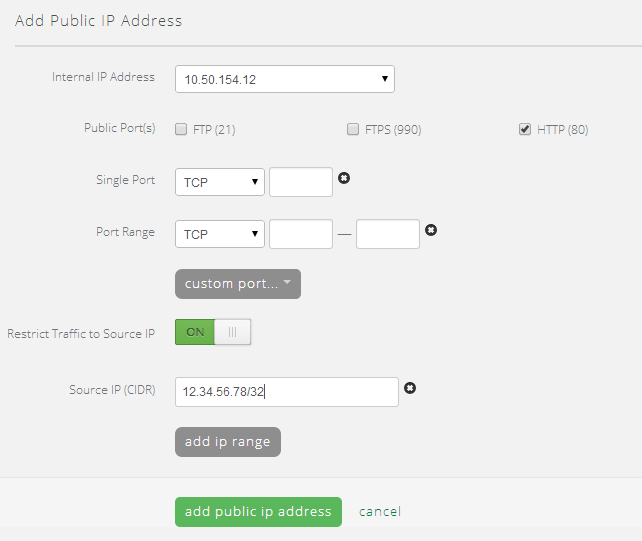 Add Public IP Address
Internal IP Address 10.50.154.12
Public Port(s) FTP (21) FTPS (990) HTTP (80)
Single Port TCP
Port Range TCP —
custom port...
Restrict Traffic to Source IP ON
Source IP (CIDR) 12.34.56.78/32
add ip range
add public ip address cancel